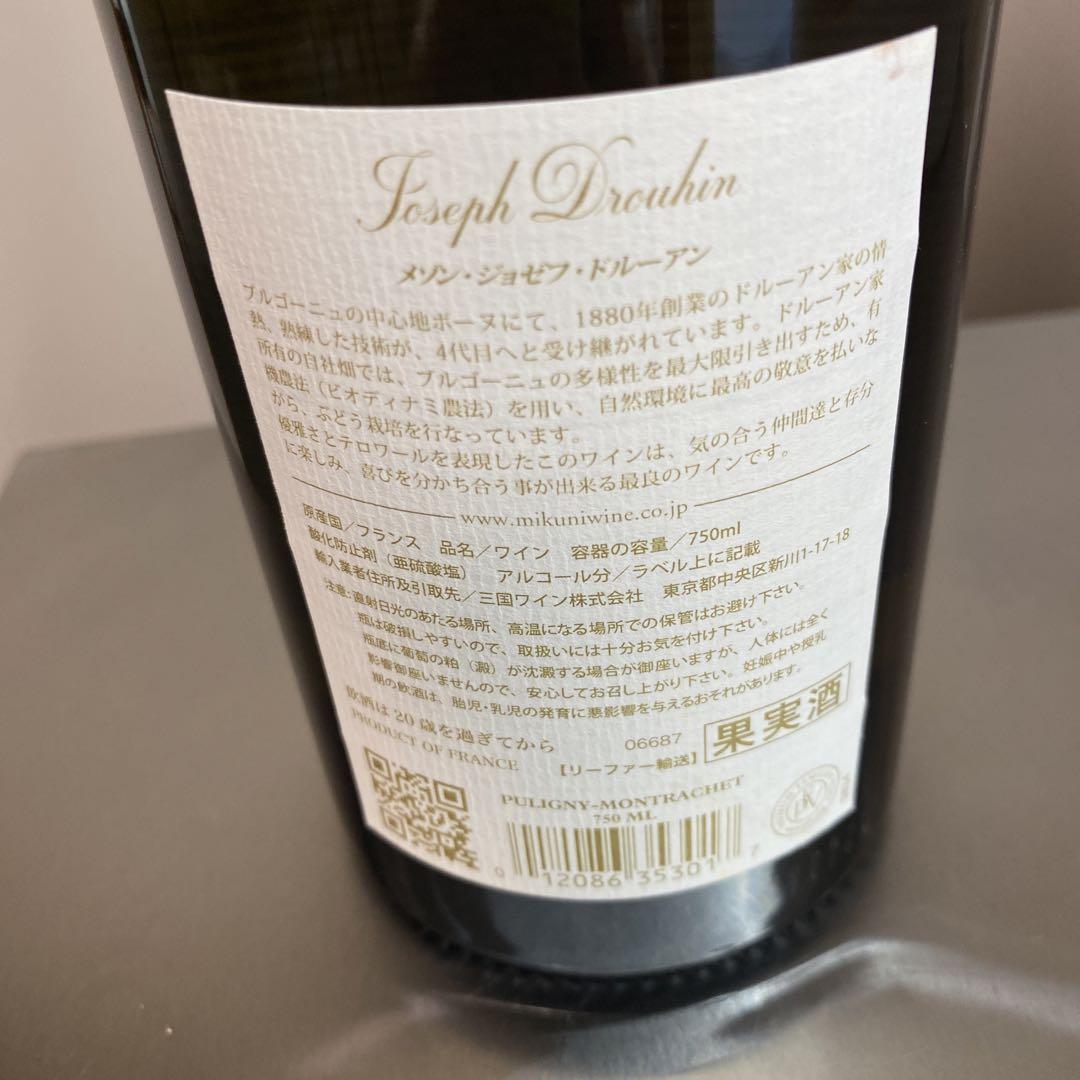 Joseph Drouhin
メゾン・ジョゼフ・ドルーアン
ブルゴーニュの中心地ボーヌにて、1880年創業のドルーアン家の情
熱、熟練した技術が、4代目へと受け継がれています。ドルーアン家
所有の自社畑では、ブルゴーニュの多様性を最大限引き出すため、有
機農法（ビオディナミ農法）を用い、自然環境に最高の敬意を払いな
がら、ぶどう栽培を行なっています。
優雅さとテロワールを表現したこのワインは、気の合う仲間達と存分
に楽しみ、喜びを分かち合う事が出来る最良のワインです。
www.mikuniwine.co.jp
原産国／フランス 品名／ワイン 容器の容量／750ml
酸化防止剤（亜硫酸塩） アルコール分／ラベル上に記載
輸入業者住所及引取先／三国ワイン株式会社 東京都中央区新川1-17-18
注意：直射日光のあたる場所、高温になる場所での保管はお避け下さい。
瓶は破損しやすいので、取扱いには十分お気を付け下さい。
瓶底に葡萄の粕（澱）が沈澱する場合が御座いますが、人体には全く
影響御座いませんので、安心してお召し上がり下さい。妊娠中や授乳
期の飲酒は、胎児・乳児の発育に悪影響を与えるおそれがあります。
飲酒は20歳を過ぎてから
06687
果実酒
PRODUCT OF FRANCE
【リーファー輸送】
PULIGNY-MONTRACHET
750 ML
0 12086 35301 7